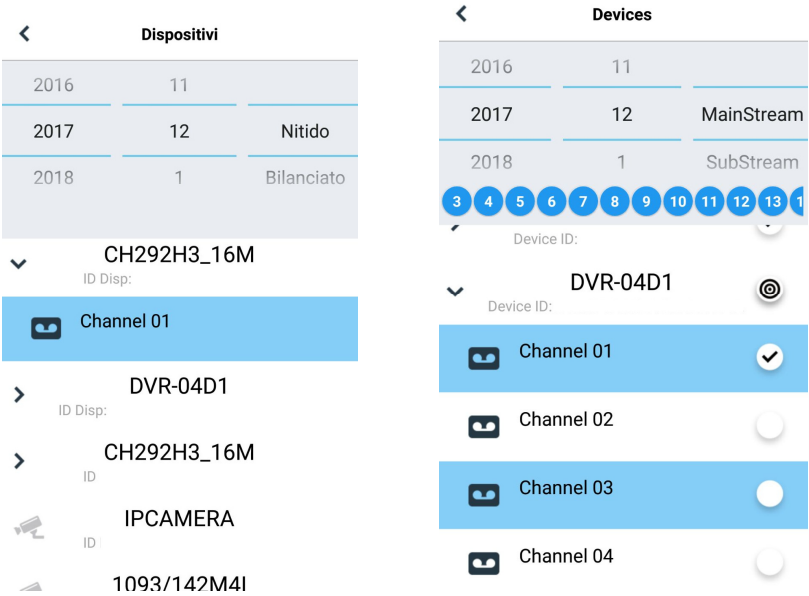 Dispositivi
2016 11
2017 12 Nitido
2018 1 Bilanciato
CH292H3_16M
ID Disp:
Channel 01
DVR-04D1
ID Disp:
CH292H3_16M
ID
IPCAMERA
ID
1093/142M4I
Devices
2016 11
2017 12 MainStream
2018 1 SubStream
3 4 5 6 7 8 9 10 11 12 13 1
Device ID:
DVR-04D1
Device ID:
Channel 01
Channel 02
Channel 03
Channel 04